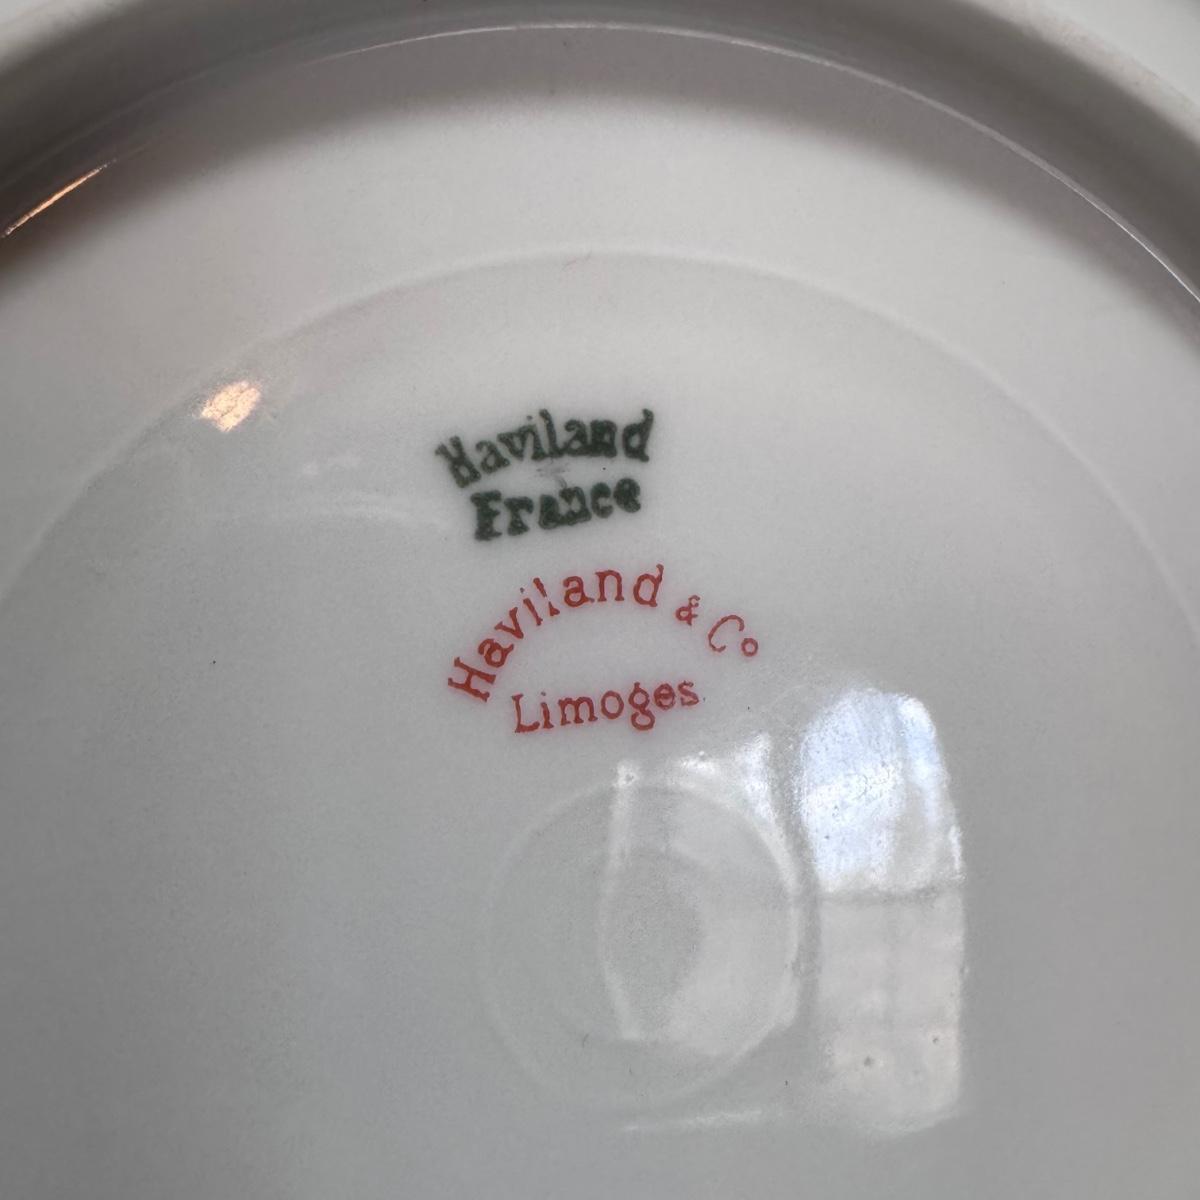 Haviland
France
Haviland & Co
Limoges